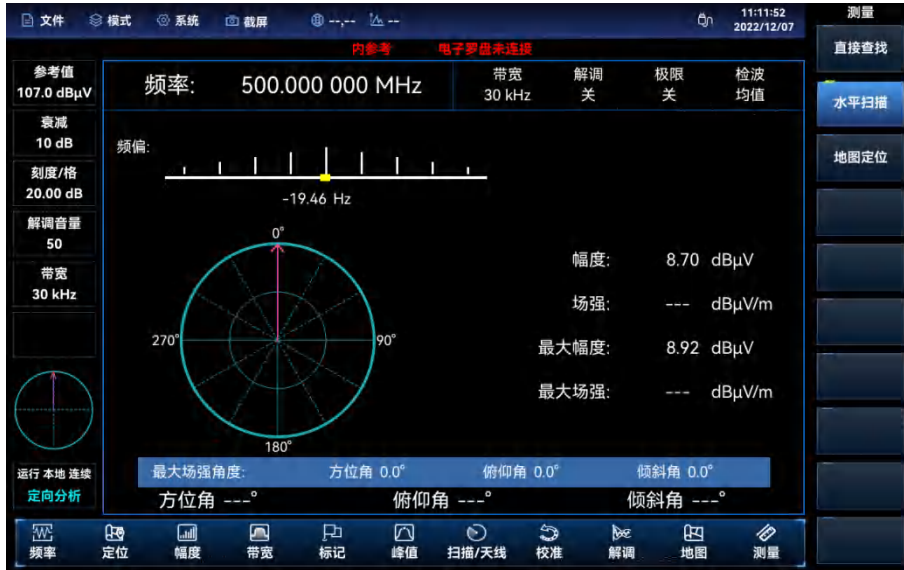 文件 模式 系统 截屏 --,-- --
11:11:52
2022/12/07
测量
内参考 电子罗盘未连接
直接查找
水平扫描
地图定位
参考值
107.0 dBμV
衰减
10 dB
刻度/格
20.00 dB
解调音量
50
带宽
30 kHz
运行 本地 连续
定向分析
频率: 500.000 000 MHz
带宽
30 kHz
解调
关
极限
关
检波
均值
频偏:
-19.46 Hz
0°
270°
90°
180°
幅度: 8.70 dBμV
场强: --- dBμV/m
最大幅度: 8.92 dBμV
最大场强: --- dBμV/m
最大场强角度: 方位角 0.0° 俯仰角 0.0° 倾斜角 0.0°
方位角 ---° 俯仰角 ---° 倾斜角 ---°
频率 定位 幅度 带宽 标记 峰值 扫描/天线 校准 解调 地图 测量